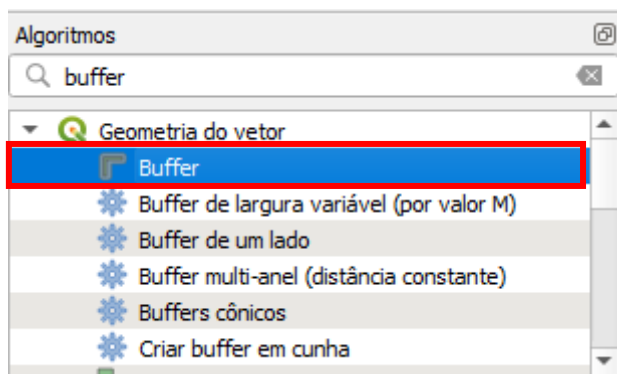 Algoritmos
buffer
Geometria do vetor
Buffer
Buffer de largura variável (por valor M)
Buffer de um lado
Buffer multi-anel (distância constante)
Buffers cônicos
Criar buffer em cunha